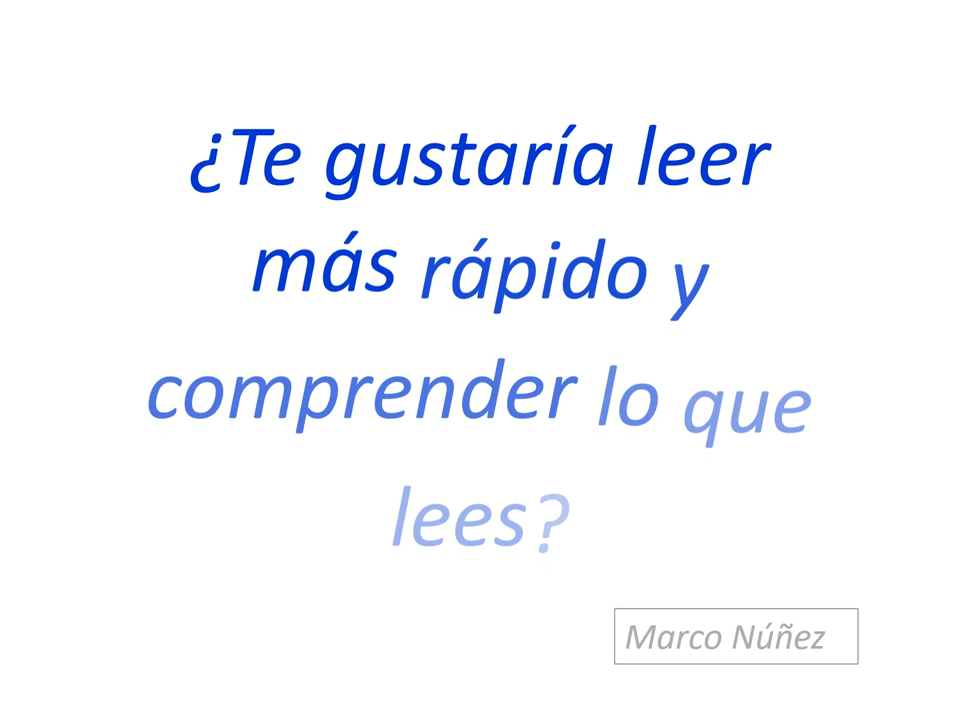 ¿Te gustaría leer
más rápido y
comprender lo que
lees?
Marco Núñez